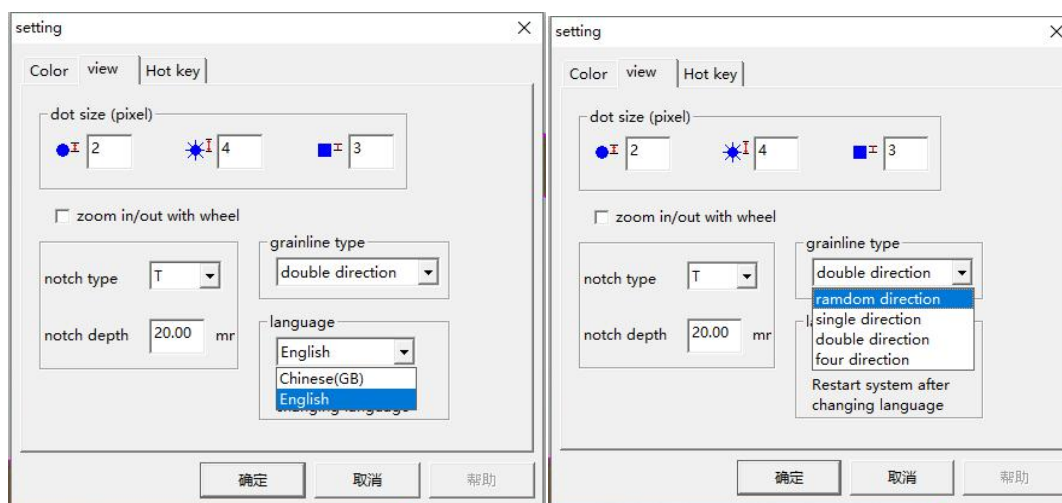 setting
Color view Hot key
dot size (pixel)
2 4 3
zoom in/out with wheel
grainline type
notch type T double direction
notch depth 20.00 mr
language
English
Chinese(GB)
English
changing language
确定 取消 帮助
setting
Color view Hot key
dot size (pixel)
2 4 3
zoom in/out with wheel
grainline type
notch type T double direction
ramdom direction
single direction
notch depth 20.00 mr
double direction
four direction
Restart system after
changing language
确定 取消 帮助